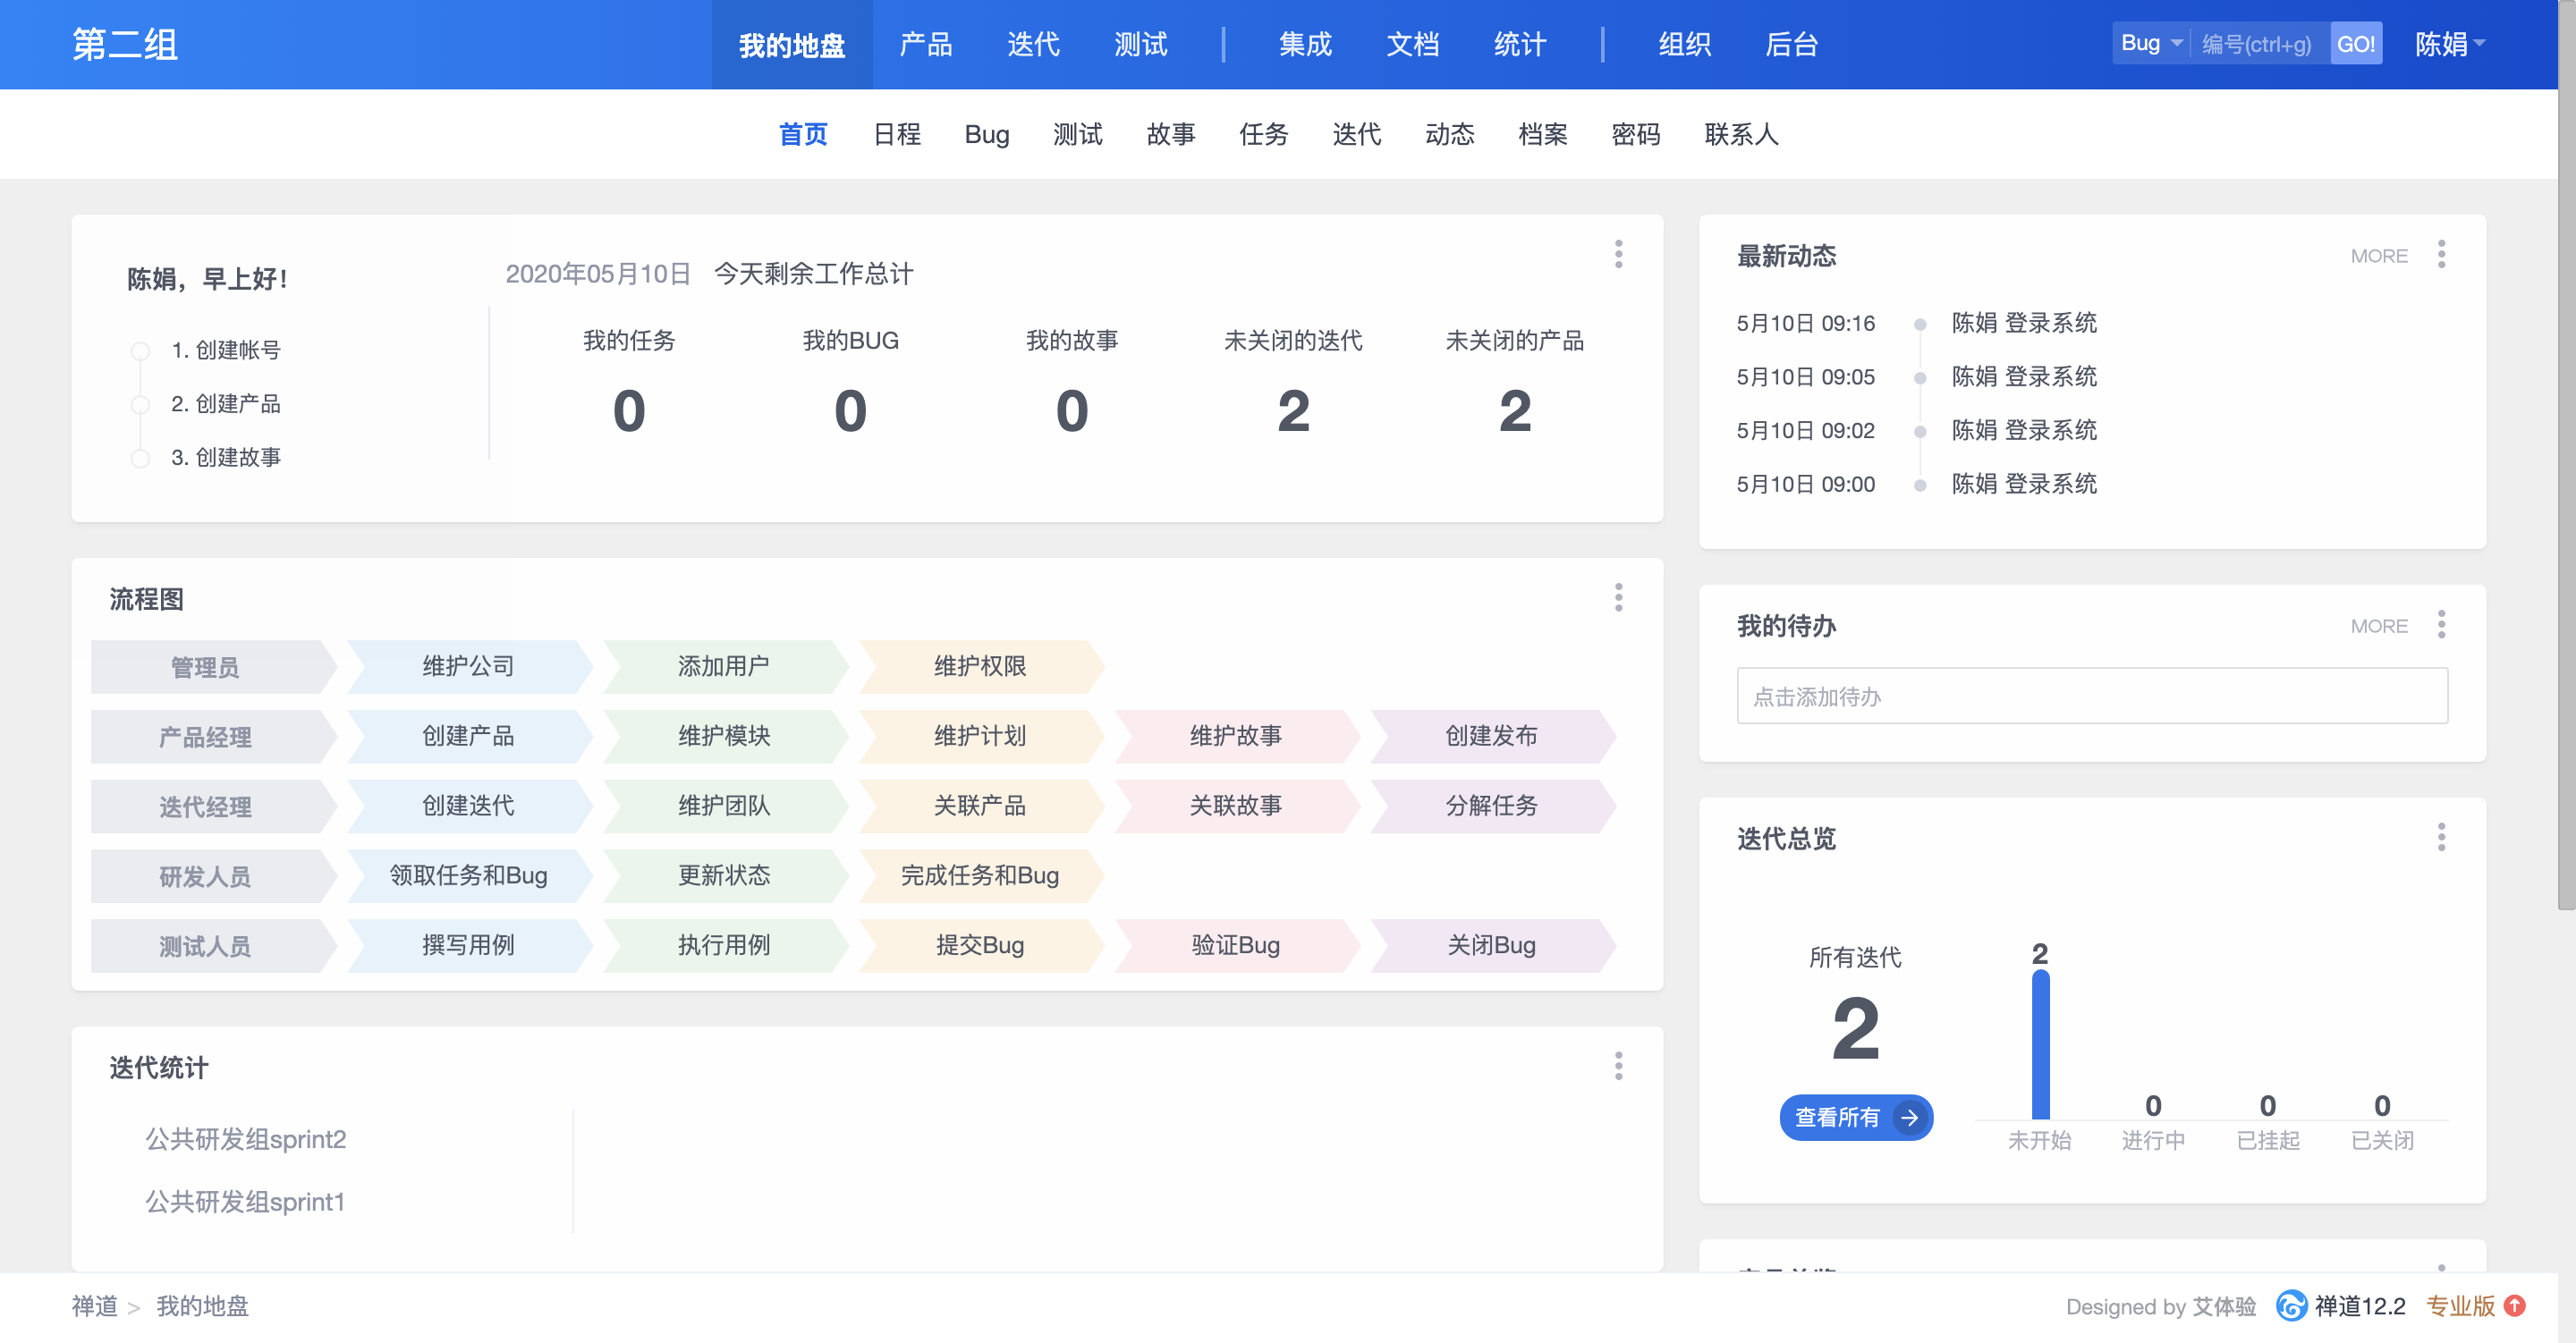 第二组
我的地盘 产品 迭代 测试 集成 文档 统计 组织 后台
Bug 编号(ctrl+g) GO! 陈娟
首页 日程 Bug 测试 故事 任务 迭代 动态 档案 密码 联系人
陈娟，早上好！
1. 创建帐号
2. 创建产品
3. 创建故事
2020年05月10日 今天剩余工作总计
我的任务 我的BUG 我的故事 未关闭的迭代 未关闭的产品
0 0 0 2 2
最新动态 MORE
5月10日 09:16 陈娟 登录系统
5月10日 09:05 陈娟 登录系统
5月10日 09:02 陈娟 登录系统
5月10日 09:00 陈娟 登录系统
流程图
管理员 维护公司 添加用户 维护权限
产品经理 创建产品 维护模块 维护计划 维护故事 创建发布
迭代经理 创建迭代 维护团队 关联产品 关联故事 分解任务
研发人员 领取任务和Bug 更新状态 完成任务和Bug
测试人员 撰写用例 执行用例 提交Bug 验证Bug 关闭Bug
我的待办 MORE
点击添加待办
迭代总览
所有迭代
2
查看所有
2 0 0 0
未开始 进行中 已挂起 已关闭
迭代统计
公共研发组sprint2
公共研发组sprint1
禅道 > 我的地盘
Designed by 艾体验 禅道12.2 专业版